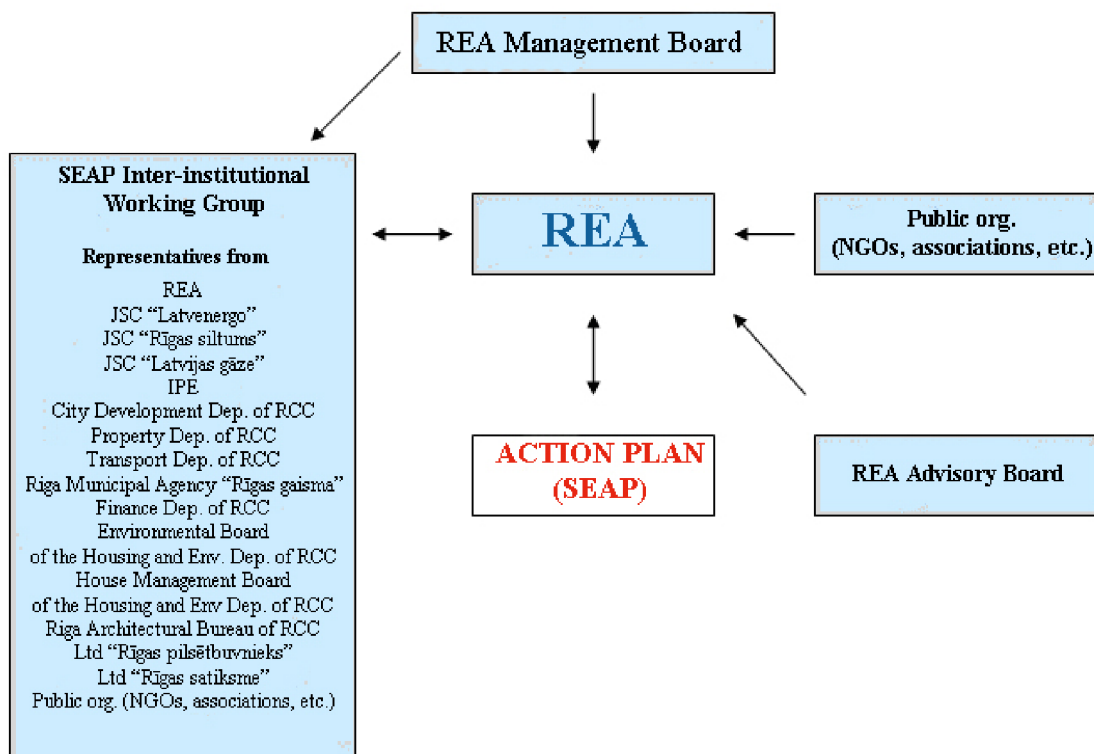 REA Management Board
SEAP Inter-institutional
Working Group
Representatives from
REA
JSC “Latvenergo”
JSC “Rīgas siltums”
JSC “Latvijas gāze”
IPE
City Development Dep. of RCC
Property Dep. of RCC
Transport Dep. of RCC
Riga Municipal Agency “Rīgas gaisma”
Finance Dep. of RCC
Environmental Board
of the Housing and Env. Dep. of RCC
House Management Board
of the Housing and Env Dep. of RCC
Riga Architectural Bureau of RCC
Ltd “Rīgas pilsētbuvnieks”
Ltd “Rīgas satiksme”
Public org. (NGOs, associations, etc.)
REA
Public org.
(NGOs, associations, etc.)
ACTION PLAN
(SEAP)
REA Advisory Board